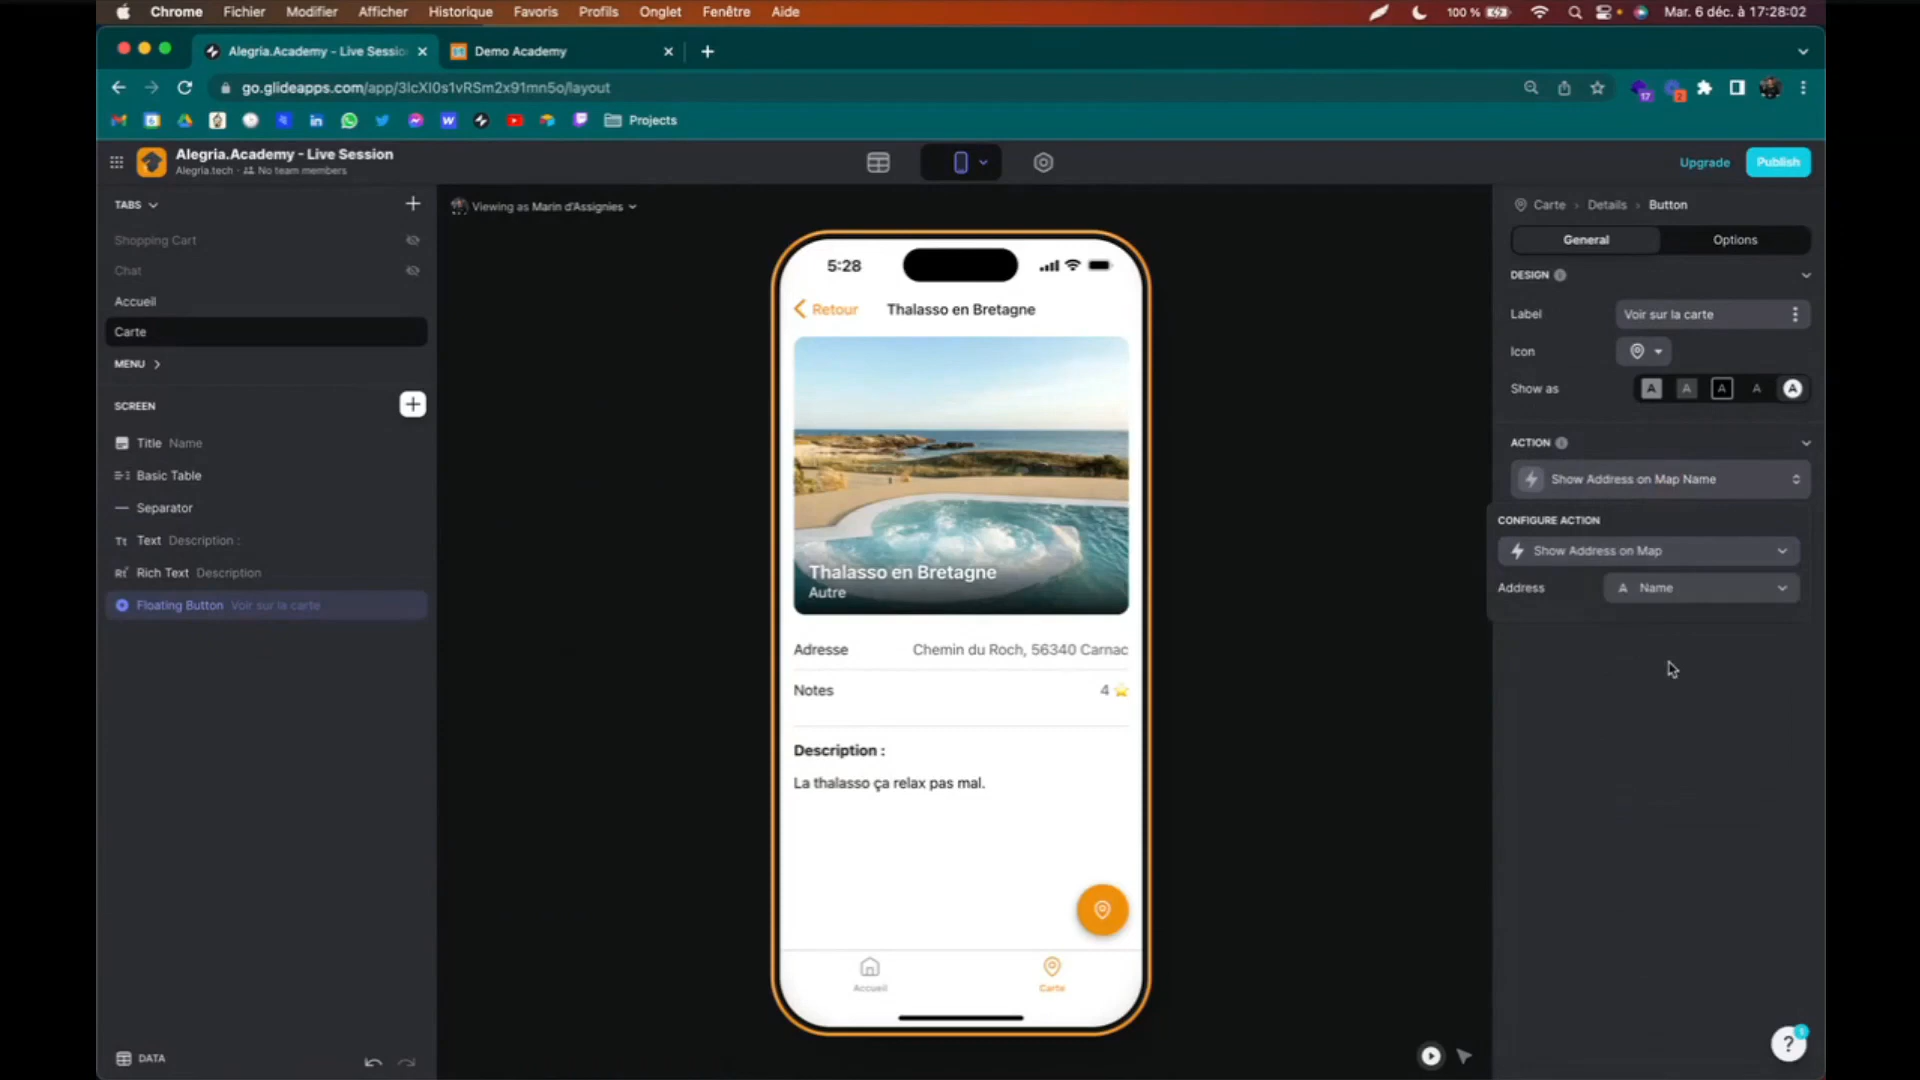 Chrome Fichier Modifier Afficher Historique Favoris Profils Onglet Fenêtre Aide 100 % Mar. 6 déc. à 17:28:02
Alegria.Academy - Live Sessio
Demo Academy
go.glideapps.com/app/3lcXI0s1vRSm2x91mn5o/layout
17
2
Projects
Alegria.Academy - Live Session
Alegria.tech - No team members
Upgrade
Publish
TABS
Viewing as Marin d'Assignies
Carte › Details › Button
Shopping Cart
Chat
Accueil
Carte
MENU
SCREEN
Title Name
Basic Table
Separator
Tt Text Description :
Rich Text Description
Floating Button Voir sur la carte
DATA
5:28
Retour
Thalasso en Bretagne
Thalasso en Bretagne
Autre
Adresse Chemin du Roch, 56340 Carnac
Notes 4 ⭐
Description :
La thalasso ça relax pas mal.
Accueil
Carte
General
Options
DESIGN
Label Voir sur la carte
Icon
Show as A A A A A
ACTION
Show Address on Map Name
CONFIGURE ACTION
Show Address on Map
Address A Name
?